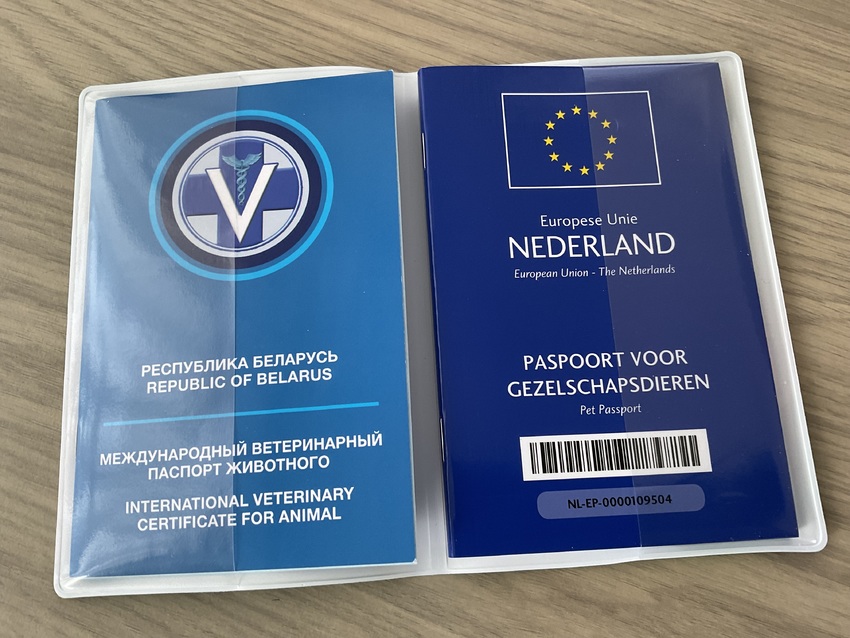 V
РЕСПУБЛИКА БЕЛАРУСЬ
REPUBLIC OF BELARUS
МЕЖДУНАРОДНЫЙ ВЕТЕРИНАРНЫЙ
ПАСПОРТ ЖИВОТНОГО
INTERNATIONAL VETERINARY
CERTIFICATE FOR ANIMAL
Europese Unie
NEDERLAND
European Union - The Netherlands
PASPOORT VOOR
GEZELSCHAPSDIEREN
Pet Passport
NL-EP-0000109504